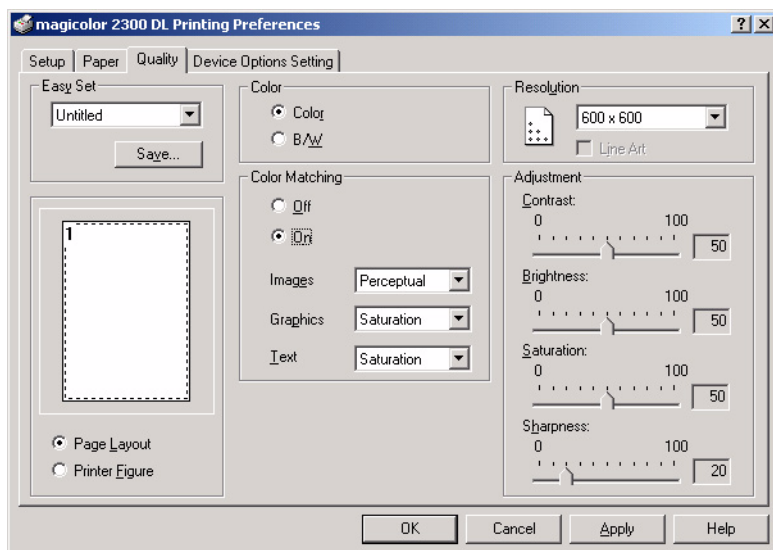 magicolor 2300 DL Printing Preferences
Setup
Paper
Quality
Device Options Setting
Easy Set
Untitled
Save...
1
Page Layout
Printer Figure
Color
Color
B/W
Color Matching
Off
On
Images
Perceptual
Graphics
Saturation
Text
Saturation
Resolution
600 x 600
Line Art
Adjustment
Contrast:
0 100
50
Brightness:
0 100
50
Saturation:
0 100
50
Sharpness:
0 100
20
OK
Cancel
Apply
Help